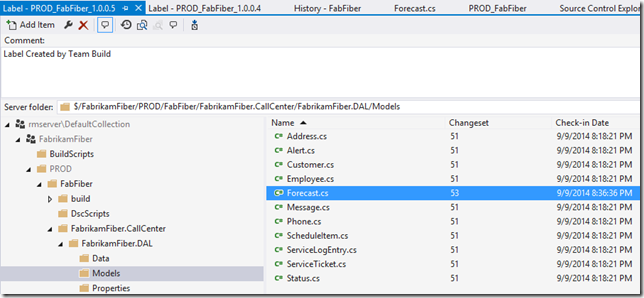 Label - PROD_FabFiber_1.0.0.5 Label - PROD_FabFiber_1.0.0.4 History - FabFiber Forecast.cs PROD_FabFiber Source Control Explor
Add Item
Comment:
Label Created by Team Build
Server folder: $/FabrikamFiber/PROD/FabFiber/FabrikamFiber.CallCenter/FabrikamFiber.DAL/Models
rmserver\DefaultCollection
FabrikamFiber
BuildScripts
PROD
FabFiber
build
DscScripts
FabrikamFiber.CallCenter
FabrikamFiber.DAL
Data
Models
Properties
Name Changeset Check-in Date
Address.cs 51 9/9/2014 8:18:21 PM
Alert.cs 51 9/9/2014 8:18:21 PM
Customer.cs 51 9/9/2014 8:18:21 PM
Employee.cs 51 9/9/2014 8:18:21 PM
Forecast.cs 53 9/9/2014 8:36:36 PM
Message.cs 51 9/9/2014 8:18:21 PM
Phone.cs 51 9/9/2014 8:18:21 PM
ScheduleItem.cs 51 9/9/2014 8:18:21 PM
ServiceLogEntry.cs 51 9/9/2014 8:18:21 PM
ServiceTicket.cs 51 9/9/2014 8:18:21 PM
Status.cs 51 9/9/2014 8:18:21 PM